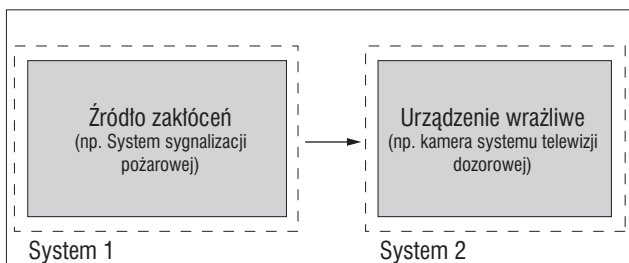 Źródło zakłóceń
(np. System sygnalizacji
pożarowej)
System 1
Urządzenie wrażliwe
(np. kamera systemu telewizji
dozorowej)
System 2